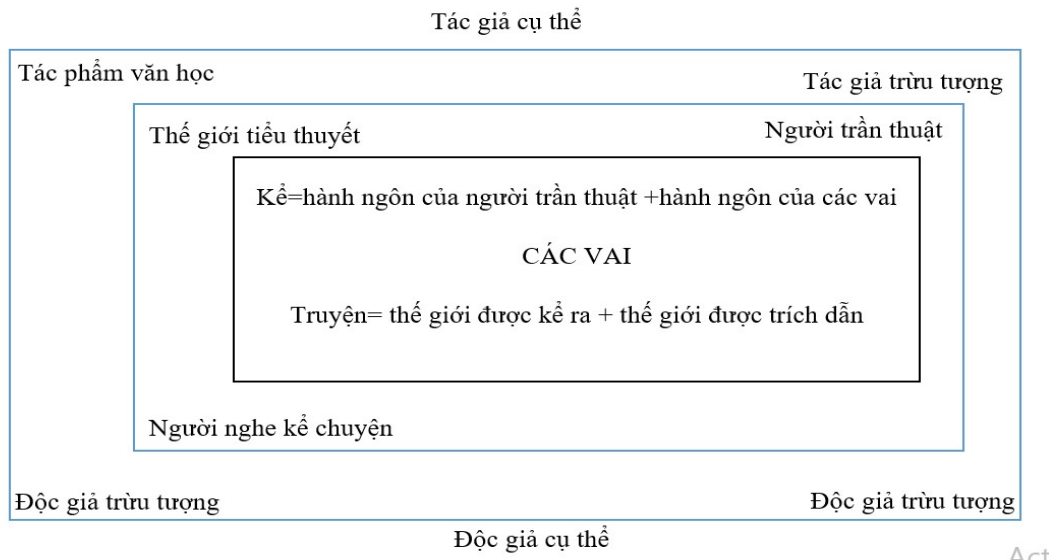 Tác giả cụ thể
Tác phẩm văn học
Tác giả trừu tượng
Thế giới tiểu thuyết
Người trần thuật
Kể=hành ngôn của người trần thuật +hành ngôn của các vai
CÁC VAI
Truyện= thế giới được kể ra + thế giới được trích dẫn
Người nghe kể chuyện
Độc giả trừu tượng
Độc giả trừu tượng
Độc giả cụ thể